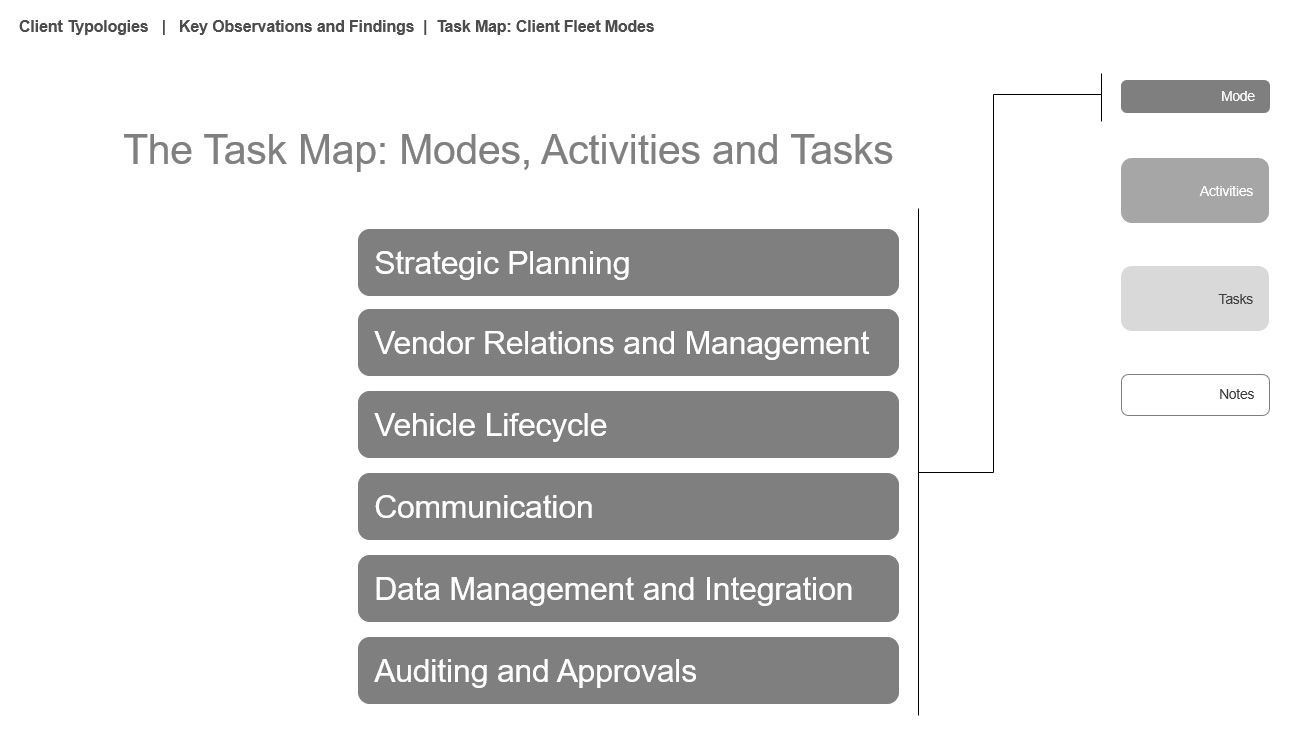 Client Typologies | Key Observations and Findings | Task Map: Client Fleet Modes
The Task Map: Modes, Activities and Tasks
Strategic Planning
Vendor Relations and Management
Vehicle Lifecycle
Communication
Data Management and Integration
Auditing and Approvals
Mode
Activities
Tasks
Notes